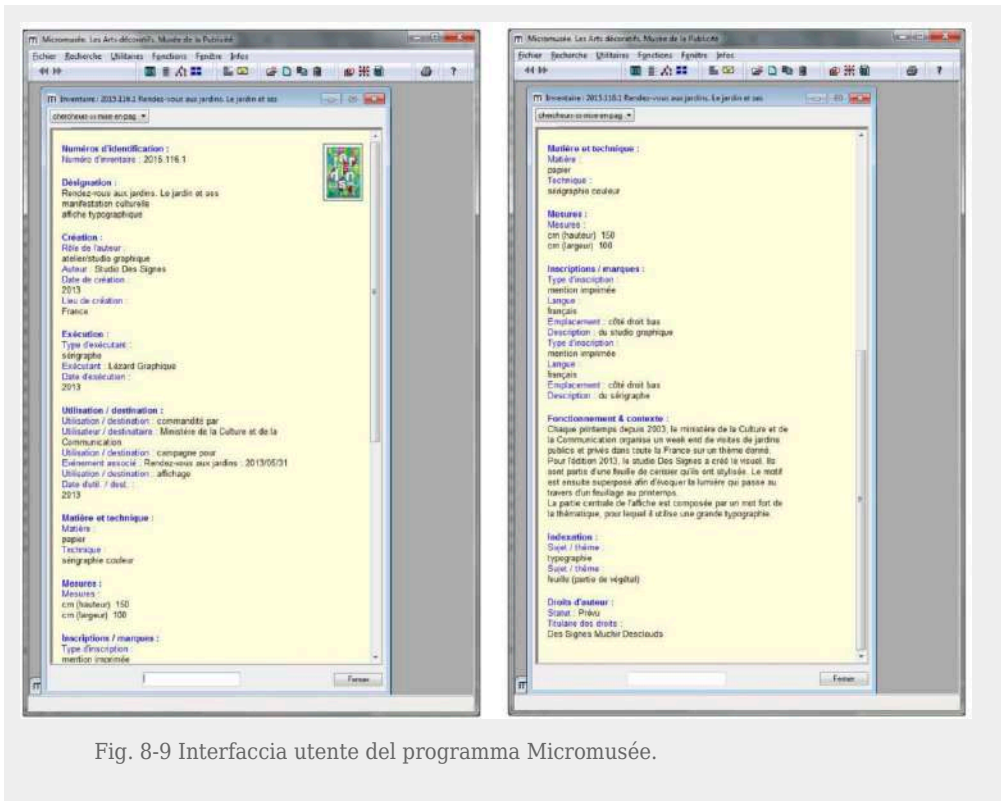 Micromusée. Les Arts décoratifs. Musée de la Publicité
Fichier Recherche Utilitaires Fonctions Fenêtre Infos
Inventaire : 2015.116.1 Rendez-vous aux jardins. Le jardin et ses
chercheurs ss mise en pag.
Numéros d'identification :
Numéro d'inventaire : 2015.116.1
Désignation :
Rendez-vous aux jardins. Le jardin et ses
manifestation culturelle
affiche typographique
Création :
Rôle de l'auteur :
atelier/studio graphique
Auteur : Studio Des Signes
Date de création :
2013
Lieu de création :
France
Exécution :
Type d'exécutant :
sérigraphe
Exécutant : Lézard Graphique
Date d'exécution :
2013
Utilisation / destination :
Utilisation / destination : commandité par
Utilisateur / destinataire : Ministère de la Culture et de la
Communication
Utilisation / destination : campagne pour
Evénement associé : Rendez-vous aux jardins : 2013/05/31
Utilisation / destination : affichage
Date d'util. / dest. :
2013
Matière et technique :
Matière :
papier
Technique :
sérigraphie couleur
Mesures :
Mesures :
cm (hauteur) 150
cm (largeur) 100
Inscriptions / marques :
Type d'inscription :
mention imprimée
Fermer
Micromusée. Les Arts décoratifs. Musée de la Publicité
Fichier Recherche Utilitaires Fonctions Fenêtre Infos
Inventaire : 2015.116.1 Rendez-vous aux jardins. Le jardin et ses
chercheurs ss mise en pag.
Matière et technique :
Matière :
papier
Technique :
sérigraphie couleur
Mesures :
Mesures :
cm (hauteur) 150
cm (largeur) 100
Inscriptions / marques :
Type d'inscription :
mention imprimée
Langue :
français
Emplacement : côté droit bas
Description : du studio graphique
Type d'inscription :
mention imprimée
Langue :
français
Emplacement : côté droit bas
Description : du sérigraphe
Fonctionnement & contexte :
Chaque printemps depuis 2003, le ministère de la Culture et de
la Communication organise un week end de visites de jardins
publics et privés dans toute la France sur un thème donné.
Pour l'édition 2013, le studio Des Signes a créé le visuel. Ils
sont partis d'une feuille de cerisier qu'ils ont stylisée. Le motif
est ensuite superposé afin d'évoquer la lumière qui passe au
travers d'un feuillage au printemps.
La partie centrale de l'affiche est composée par un mot fort de
la thématique, pour lequel il utilise une grande typographie.
Indexation :
Sujet / thème :
typographie
Sujet / thème :
feuille (partie de végétal)
Droits d'auteur :
Statut : Prévu
Titulaire des droits :
Des Signes Muchir Desclouds
Fermer
Fig. 8-9 Interfaccia utente del programma Micromusée.